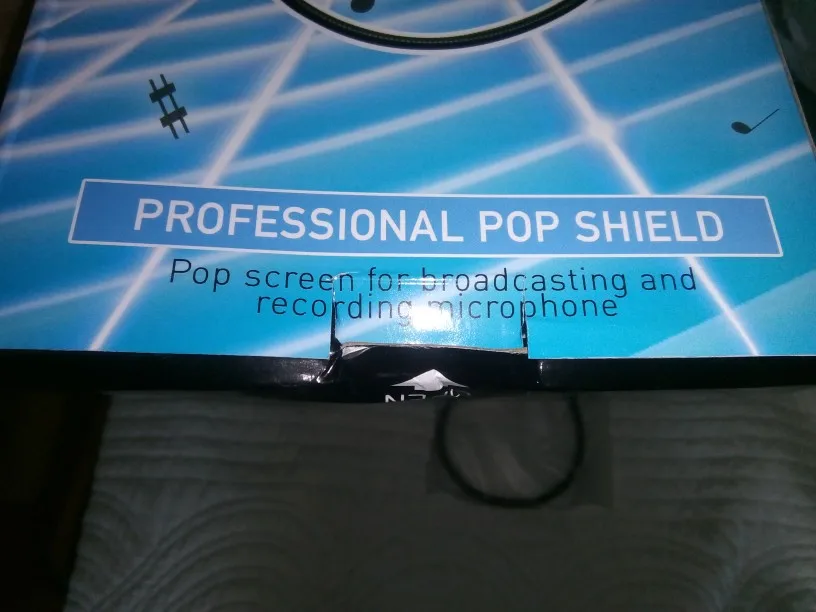 PROFESSIONAL POP SHIELD
Pop screen for broadcasting and
recording microphone